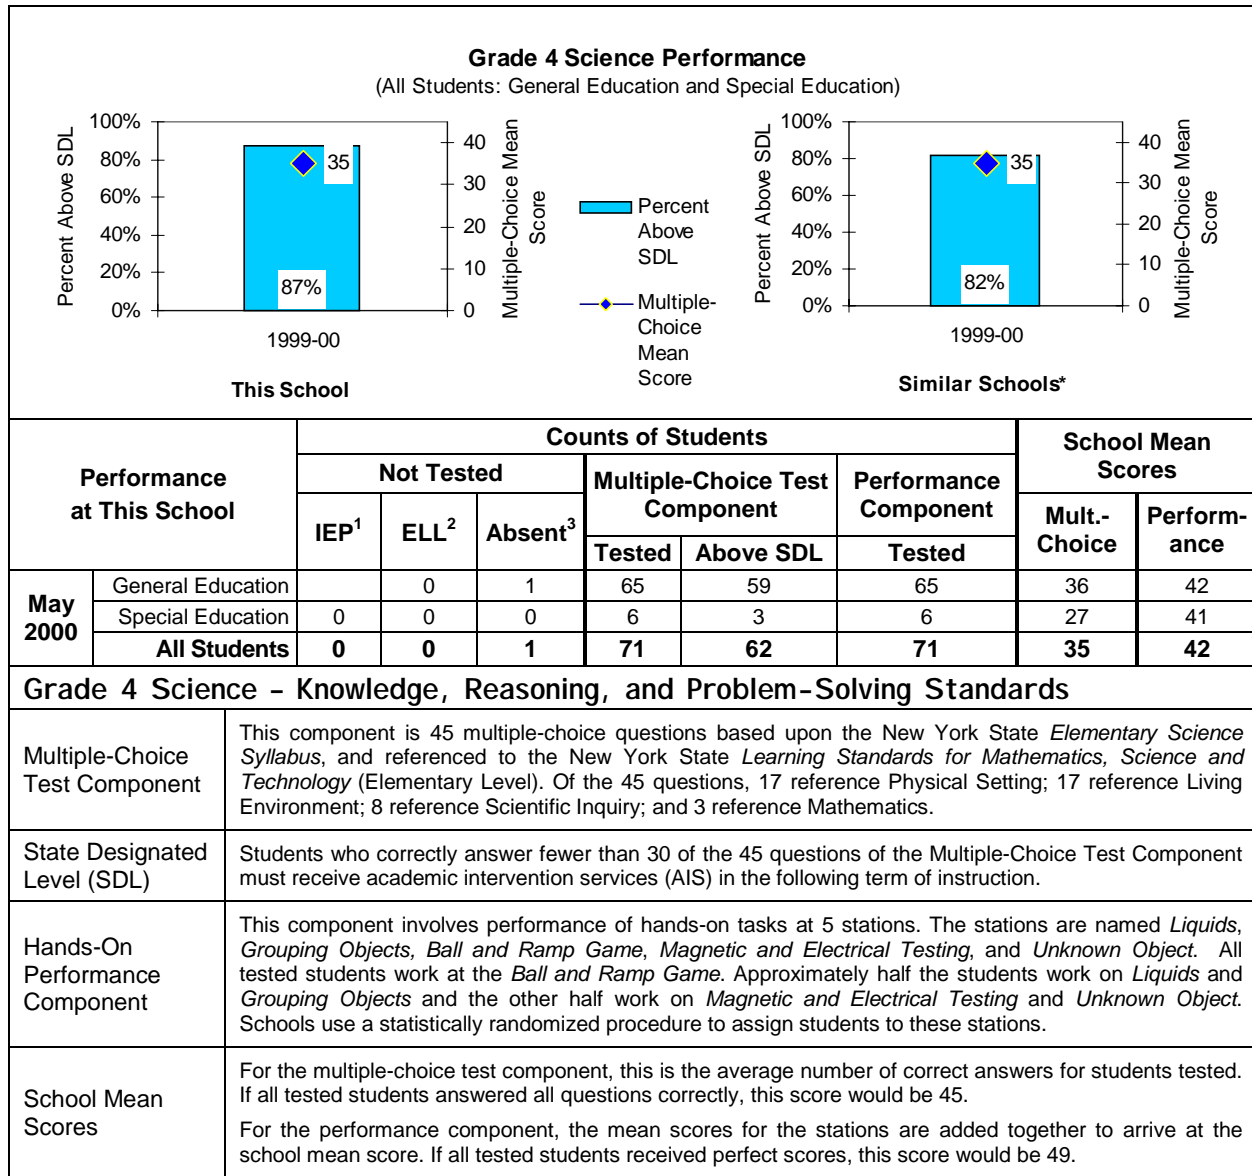 Grade 4 Science Performance
(All Students: General Education and Special Education)
Percent Above SDL
100%
80%
60%
40%
20%
0%
35
87%
40
30
20
10
0
Multiple-Choice Mean
Score
1999-00
This School
Percent
Above
SDL
Multiple-
Choice
Mean
Score
Percent Above SDL
100%
80%
60%
40%
20%
0%
35
82%
40
30
20
10
0
Multiple-Choice Mean
Score
1999-00
Similar Schools*
Performance
at This School
Counts of Students
School Mean
Scores
Not Tested
Multiple-Choice Test
Component
Performance
Component
IEP¹ ELL² Absent³
Tested Above SDL Tested
Mult.-
Choice
Perform-
ance
May
2000
General Education 0 1 65 59 65 36 42
Special Education 0 0 0 6 3 6 27 41
All Students 0 0 1 71 62 71 35 42
Grade 4 Science – Knowledge, Reasoning, and Problem-Solving Standards
Multiple-Choice
Test Component
This component is 45 multiple-choice questions based upon the New York State Elementary Science
Syllabus, and referenced to the New York State Learning Standards for Mathematics, Science and
Technology (Elementary Level). Of the 45 questions, 17 reference Physical Setting; 17 reference Living
Environment; 8 reference Scientific Inquiry; and 3 reference Mathematics.
State Designated
Level (SDL)
Students who correctly answer fewer than 30 of the 45 questions of the Multiple-Choice Test Component
must receive academic intervention services (AIS) in the following term of instruction.
Hands-On
Performance
Component
This component involves performance of hands-on tasks at 5 stations. The stations are named Liquids,
Grouping Objects, Ball and Ramp Game, Magnetic and Electrical Testing, and Unknown Object. All
tested students work at the Ball and Ramp Game. Approximately half the students work on Liquids and
Grouping Objects and the other half work on Magnetic and Electrical Testing and Unknown Object.
Schools use a statistically randomized procedure to assign students to these stations.
School Mean
Scores
For the multiple-choice test component, this is the average number of correct answers for students tested.
If all tested students answered all questions correctly, this score would be 45.
For the performance component, the mean scores for the stations are added together to arrive at the
school mean score. If all tested students received perfect scores, this score would be 49.